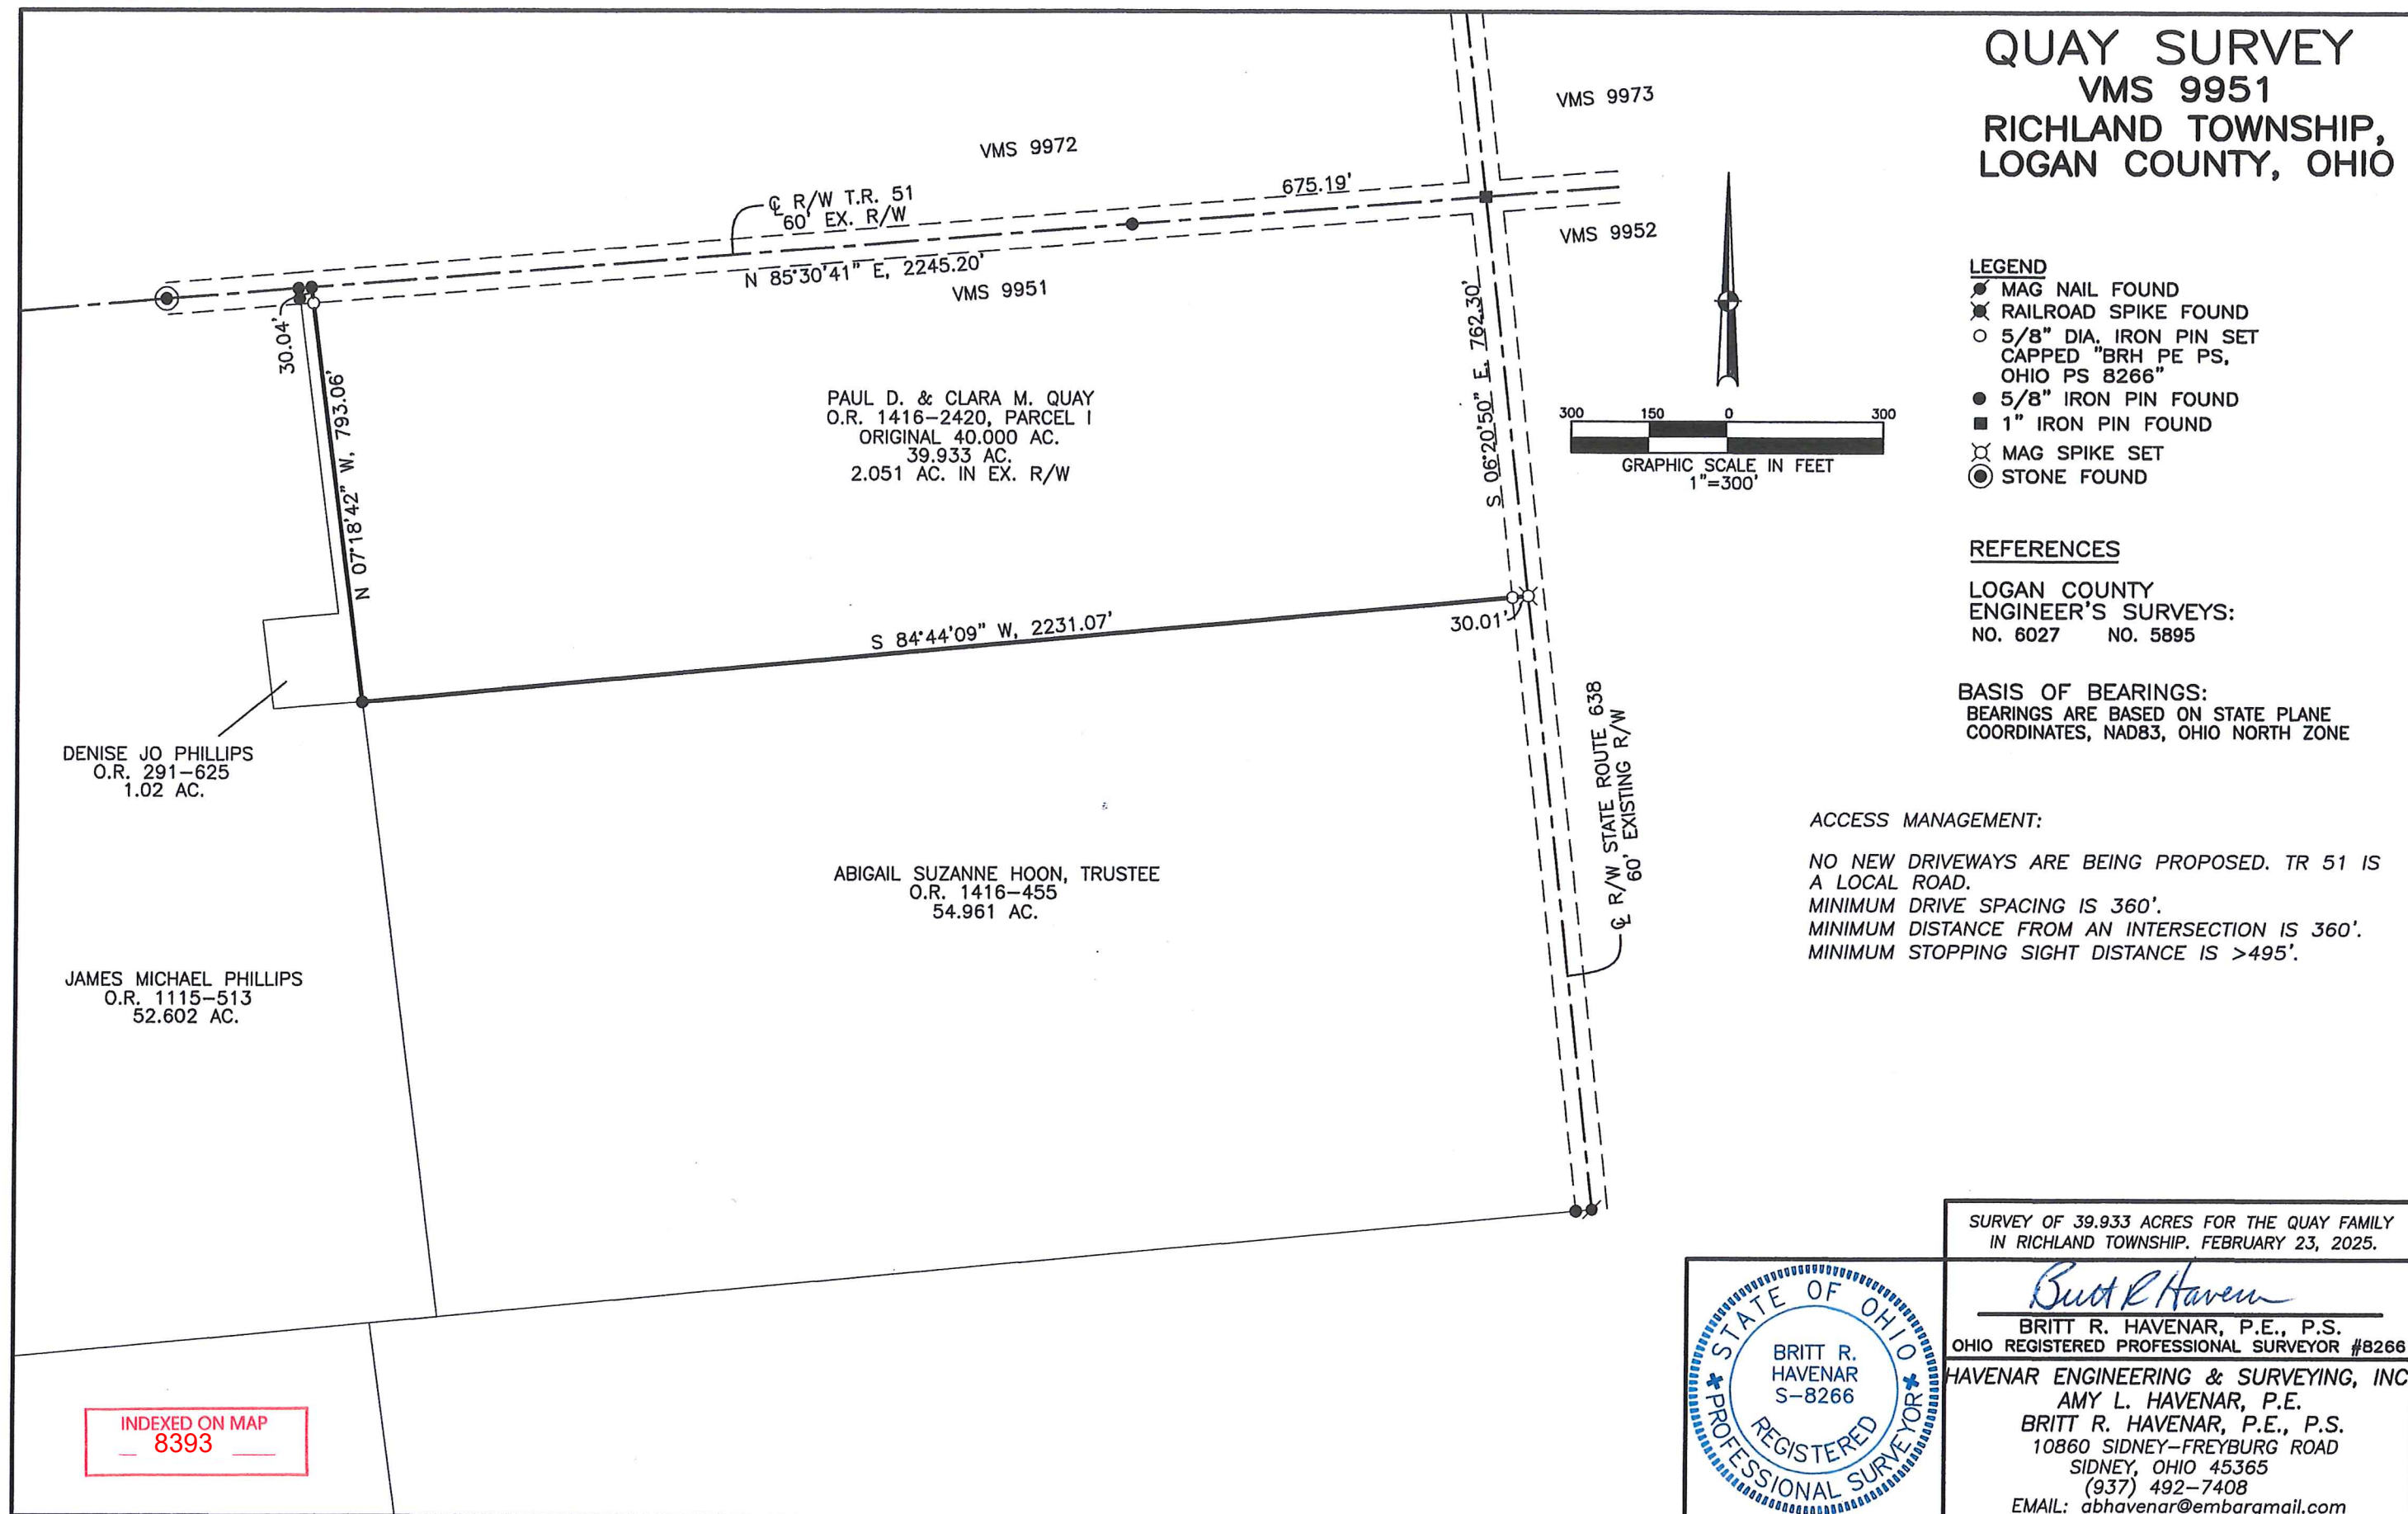 QUAY SURVEY
VMS 9951
RICHLAND TOWNSHIP,
LOGAN COUNTY, OHIO
VMS 9973
VMS 9972
675.19'
℄ R/W T.R. 51
60' EX. R/W
VMS 9952
N 85°30'41" E, 2245.20'
VMS 9951
30.04'
N 07°18'42" W, 793.06'
S 06°20'50" E, 762.30'
PAUL D. & CLARA M. QUAY
O.R. 1416-2420, PARCEL I
ORIGINAL 40.000 AC.
39.933 AC.
2.051 AC. IN EX. R/W
300 150 0 300
GRAPHIC SCALE IN FEET
1"=300'
LEGEND
MAG NAIL FOUND
RAILROAD SPIKE FOUND
5/8" DIA. IRON PIN SET
CAPPED "BRH PE PS,
OHIO PS 8266"
5/8" IRON PIN FOUND
1" IRON PIN FOUND
MAG SPIKE SET
STONE FOUND
REFERENCES
LOGAN COUNTY
ENGINEER'S SURVEYS:
NO. 6027 NO. 5895
BASIS OF BEARINGS:
BEARINGS ARE BASED ON STATE PLANE
COORDINATES, NAD83, OHIO NORTH ZONE
S 84°44'09" W, 2231.07'
30.01'
℄ R/W STATE ROUTE 638
60' EXISTING R/W
DENISE JO PHILLIPS
O.R. 291-625
1.02 AC.
ABIGAIL SUZANNE HOON, TRUSTEE
O.R. 1416-455
54.961 AC.
JAMES MICHAEL PHILLIPS
O.R. 1115-513
52.602 AC.
ACCESS MANAGEMENT:
NO NEW DRIVEWAYS ARE BEING PROPOSED. TR 51 IS
A LOCAL ROAD.
MINIMUM DRIVE SPACING IS 360'.
MINIMUM DISTANCE FROM AN INTERSECTION IS 360'.
MINIMUM STOPPING SIGHT DISTANCE IS >495'.
INDEXED ON MAP
8393
STATE OF OHIO
BRITT R.
HAVENAR
S-8266
REGISTERED
PROFESSIONAL SURVEYOR
SURVEY OF 39.933 ACRES FOR THE QUAY FAMILY
IN RICHLAND TOWNSHIP. FEBRUARY 23, 2025.
BRITT R. HAVENAR, P.E., P.S.
OHIO REGISTERED PROFESSIONAL SURVEYOR #8266
HAVENAR ENGINEERING & SURVEYING, INC
AMY L. HAVENAR, P.E.
BRITT R. HAVENAR, P.E., P.S.
10860 SIDNEY-FREYBURG ROAD
SIDNEY, OHIO 45365
(937) 492-7408
EMAIL: abhavenar@embarqmail.com